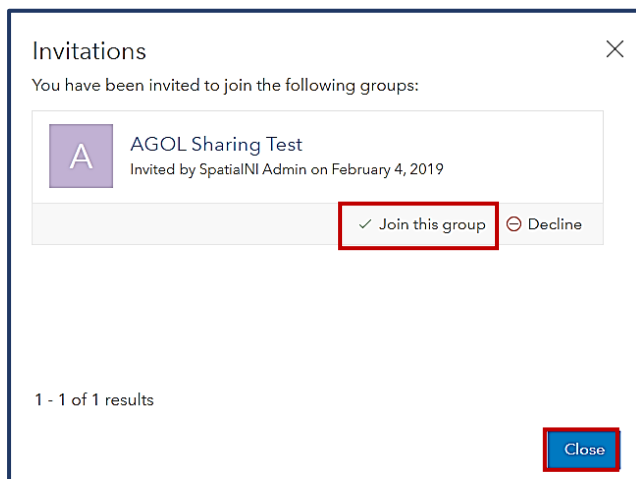 Invitations
You have been invited to join the following groups:
A
AGOL Sharing Test
Invited by SpatialNI Admin on February 4, 2019
Join this group
Decline
1 - 1 of 1 results
Close